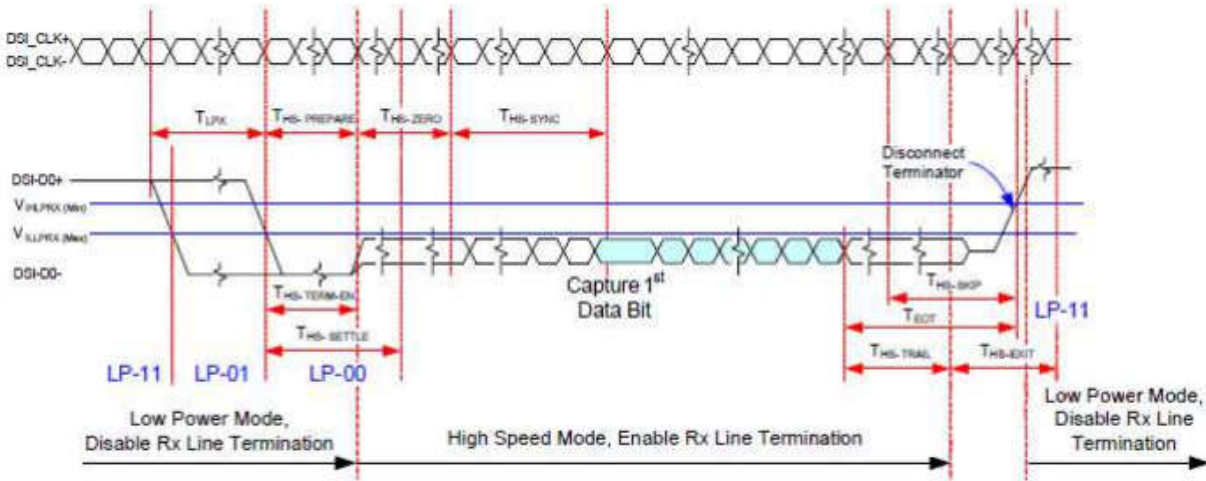 DSI_CLK+
DSI_CLK-
TLPX
THS-PREPARE
THS-ZERO
THS-SYNC
Disconnect
Terminator
DSI-D0+
VIHLPRX (Min)
VILLPRX (Max)
DSI-D0-
THS-TERM-EN
Capture 1st
Data Bit
THS-SKIP
LP-11
TEOT
THS-SETTLE
THS-TRAIL
THS-EXIT
LP-11
LP-01
LP-00
Low Power Mode,
Disable Rx Line Termination
High Speed Mode, Enable Rx Line Termination
Low Power Mode,
Disable Rx Line
Termination